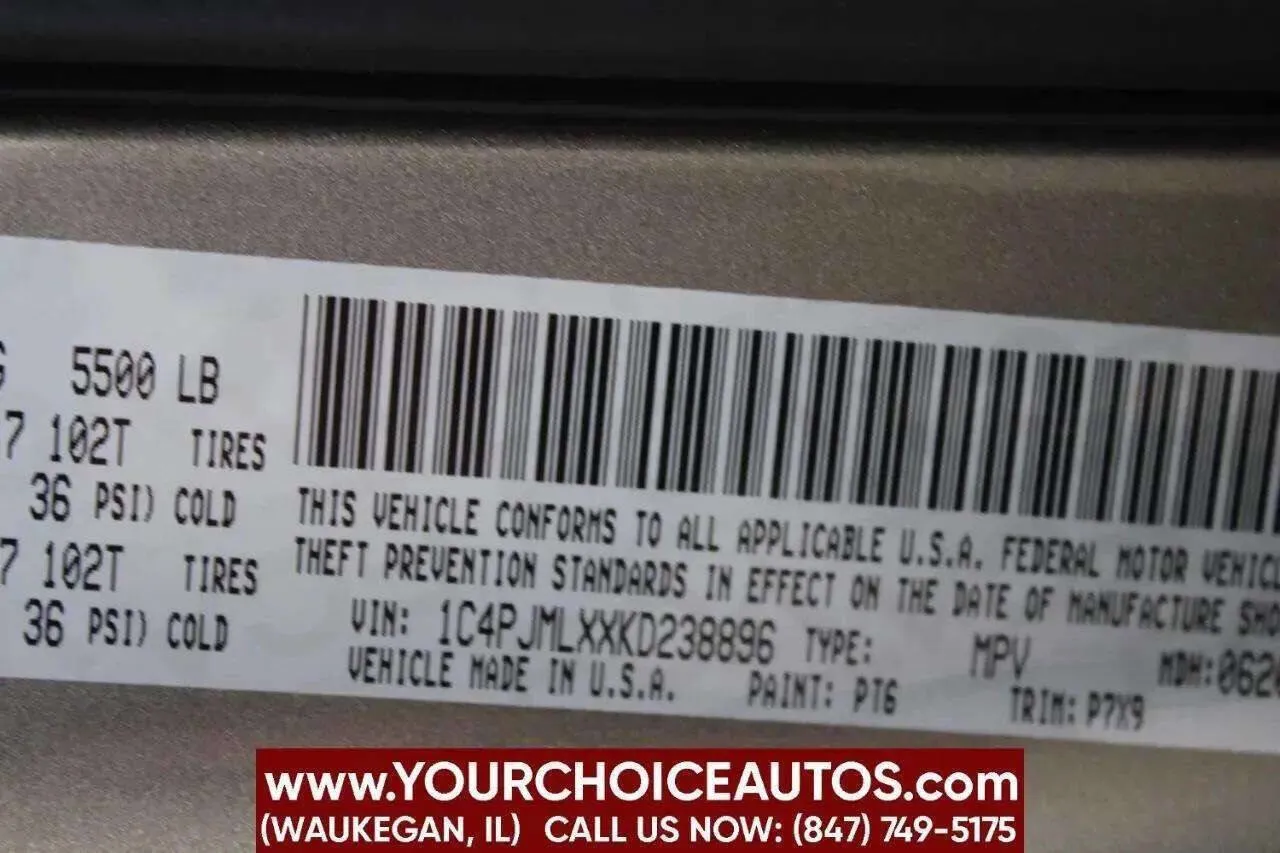 5500 LB
7 102T TIRES
36 PSI) COLD
7 102T TIRES
36 PSI) COLD
THIS VEHICLE CONFORMS TO ALL APPLICABLE U.S.A. FEDERAL MOTOR VEHICL
THEFT PREVENTION STANDARDS IN EFFECT ON THE DATE OF MANUFACTURE SHO
VIN: 1C4PJMLXXKD238896 TYPE: MPV MDH:062
VEHICLE MADE IN U.S.A. PAINT: PT6 TRIM: P7X9
www.YOURCHOICEAUTOS.com
(WAUKEGAN, IL) CALL US NOW: (847) 749-5175